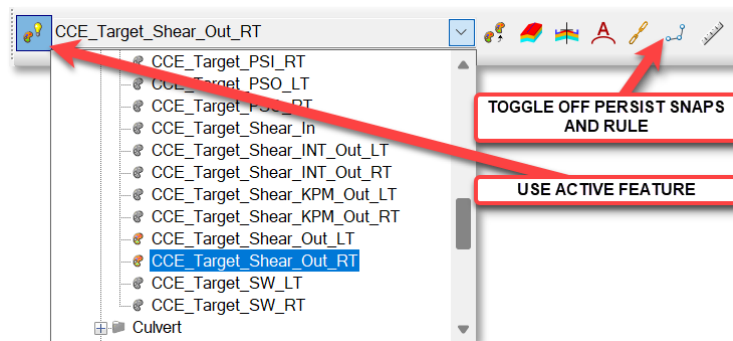 CCE_Target_Shear_Out_RT
CCE_Target_PSI_RT
CCE_Target_PSO_LT
CCE_Target_PSO_RT
CCE_Target_Shear_In
CCE_Target_Shear_INT_Out_LT
CCE_Target_Shear_INT_Out_RT
CCE_Target_Shear_KPM_Out_LT
CCE_Target_Shear_KPM_Out_RT
CCE_Target_Shear_Out_LT
CCE_Target_Shear_Out_RT
CCE_Target_SW_LT
CCE_Target_SW_RT
Culvert
TOGGLE OFF PERSIST SNAPS
AND RULE
USE ACTIVE FEATURE